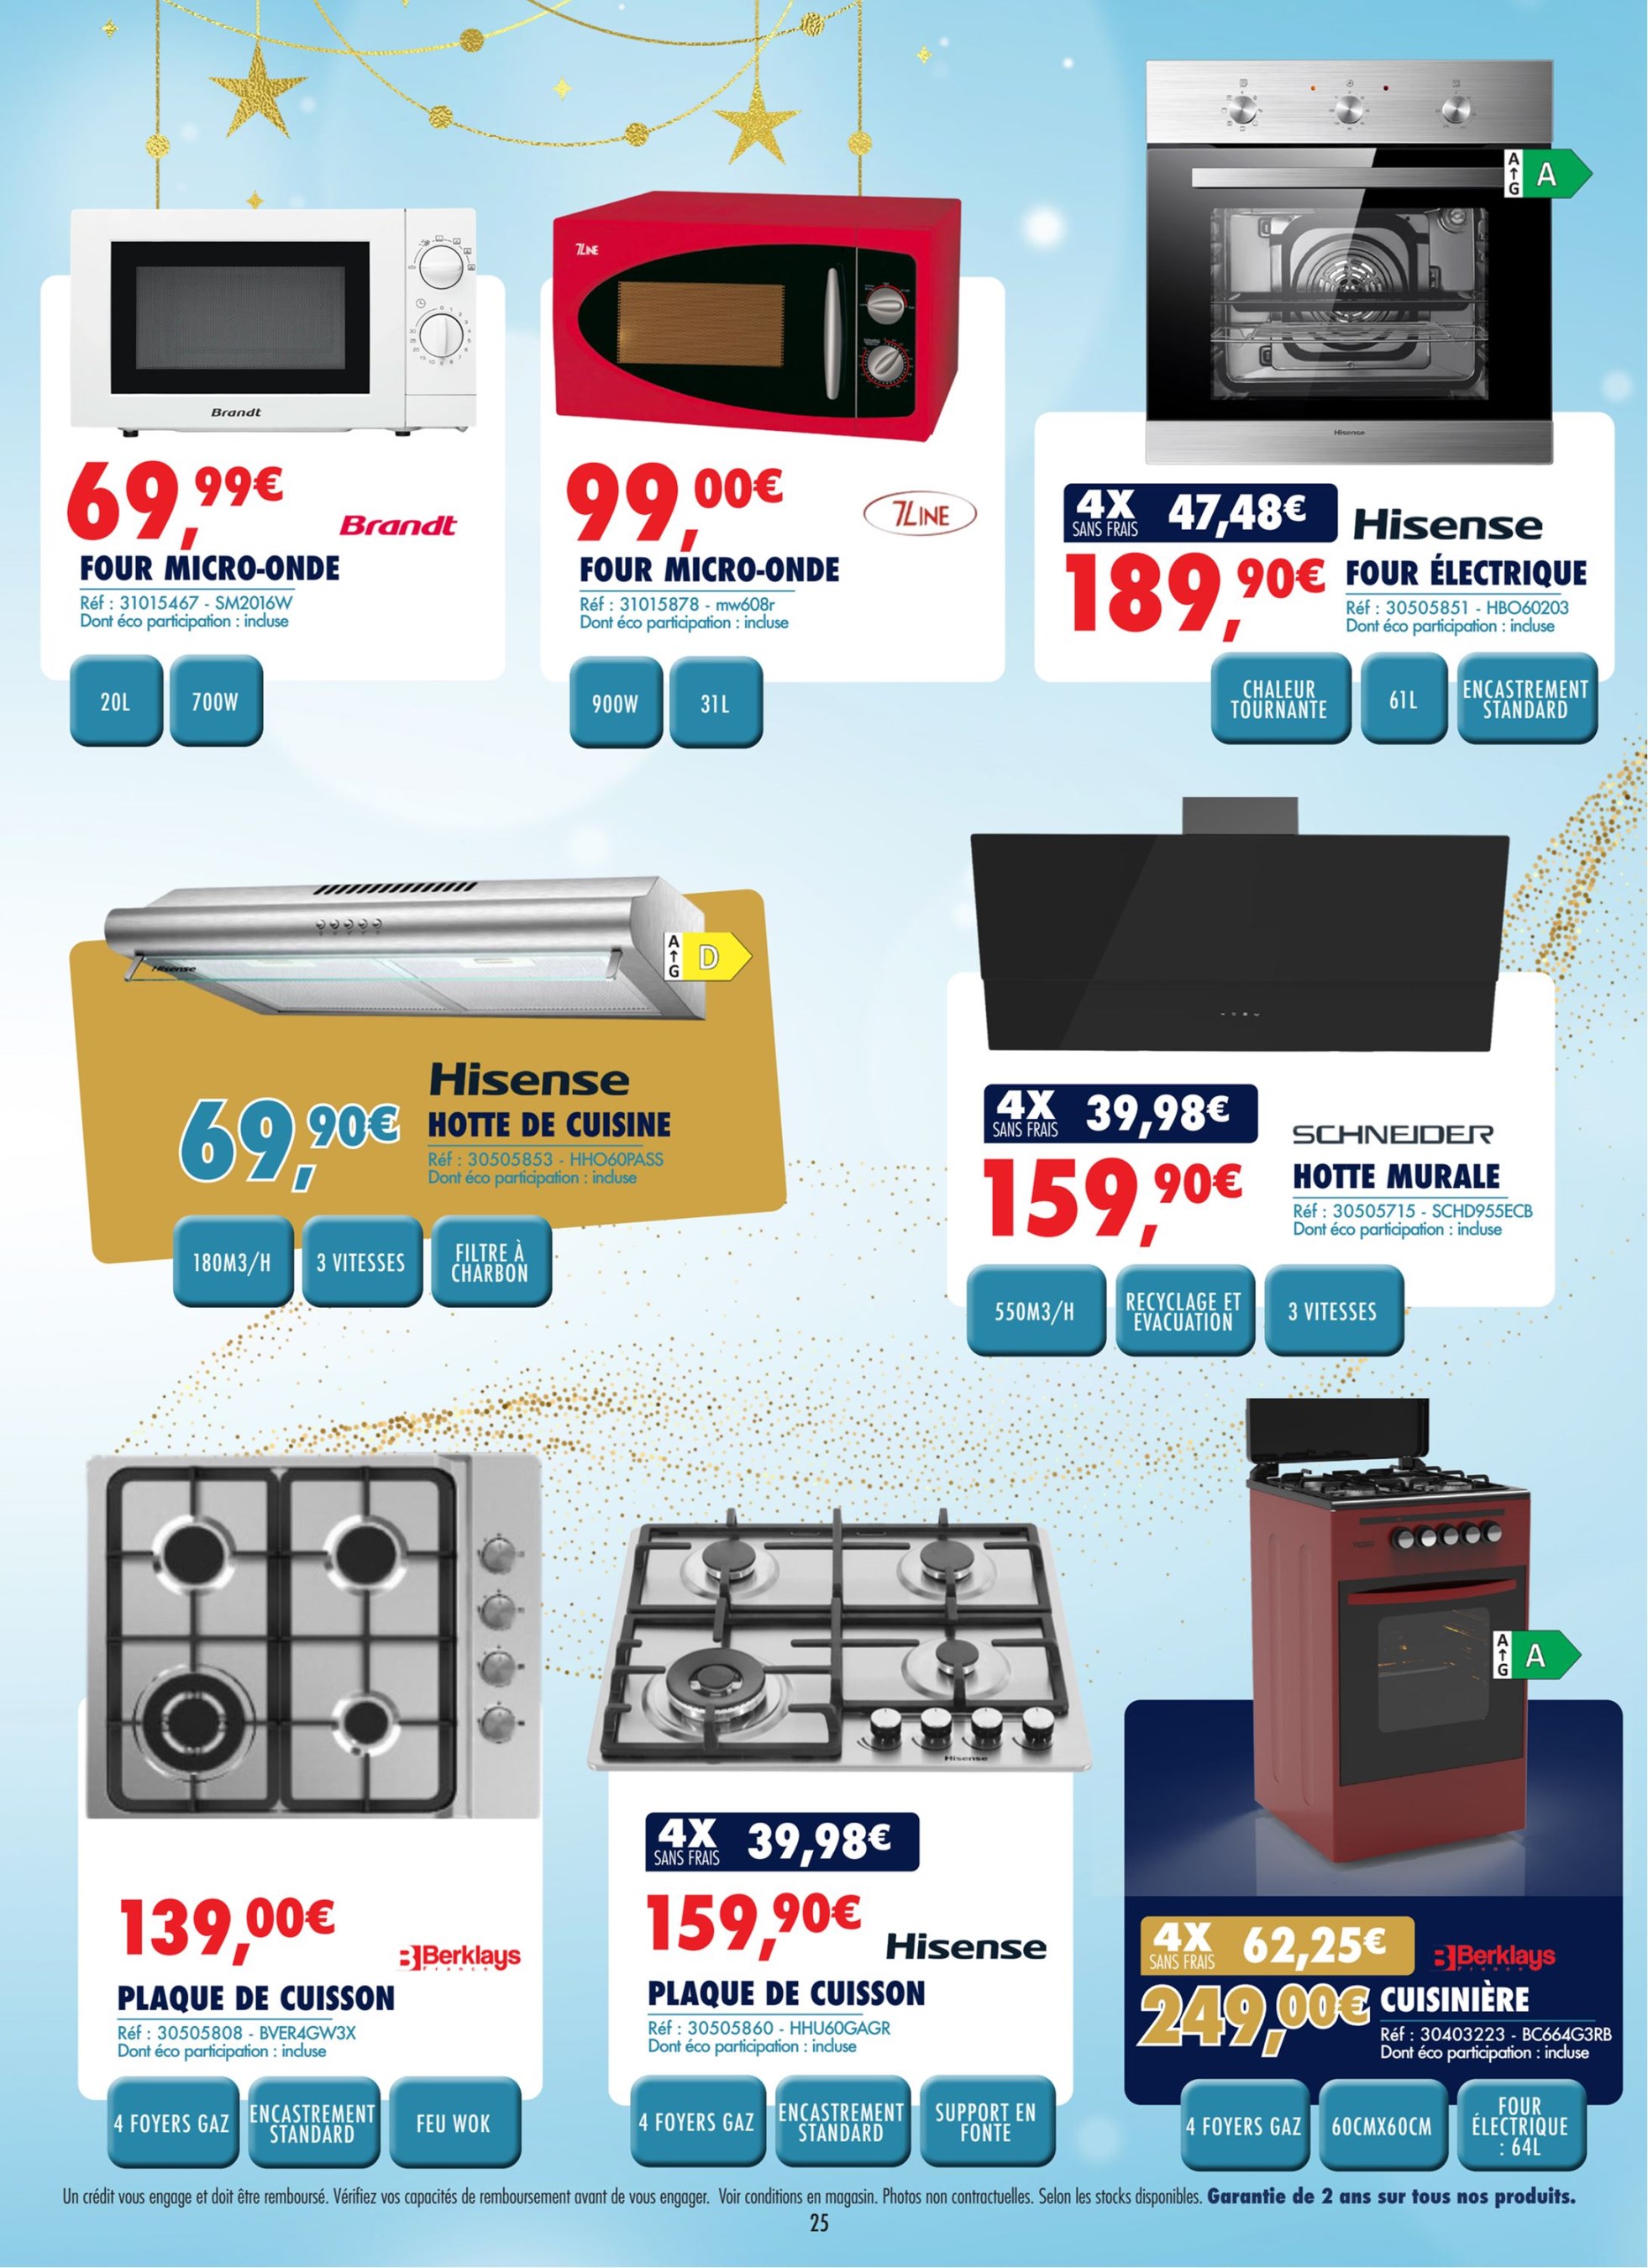 A
G
A
Brandt
7LINE
Hisense
69,99€
Brandt
FOUR MICRO-ONDE
Réf : 31015467 - SM2016W
Dont éco participation : incluse
20L
700W
99,00€
7LINE
FOUR MICRO-ONDE
Réf : 31015878 - mw608r
Dont éco participation : incluse
900W
31L
4X
SANS FRAIS
47,48€
Hisense
189,90€
FOUR ÉLECTRIQUE
Réf : 30505851 - HBO60203
Dont éco participation : incluse
CHALEUR
TOURNANTE
61L
ENCASTREMENT
STANDARD
Hisense
A
G
D
Hisense
69,90€
HOTTE DE CUISINE
Réf : 30505853 - HHO60PASS
Dont éco participation : incluse
180M3/H
3 VITESSES
FILTRE À
CHARBON
4X
SANS FRAIS
39,98€
SCHNEIDER
159,90€
HOTTE MURALE
Réf : 30505715 - SCHD955ECB
Dont éco participation : incluse
550M3/H
RECYCLAGE ET
EVACUATION
3 VITESSES
139,00€
Berklays
France
PLAQUE DE CUISSON
Réf : 30505808 - BVER4GW3X
Dont éco participation : incluse
4 FOYERS GAZ
ENCASTREMENT
STANDARD
FEU WOK
Hisense
4X
SANS FRAIS
39,98€
159,90€
Hisense
PLAQUE DE CUISSON
Réf : 30505860 - HHU60GAGR
Dont éco participation : incluse
4 FOYERS GAZ
ENCASTREMENT
STANDARD
SUPPORT EN
FONTE
A
G
A
4X
SANS FRAIS
62,25€
Berklays
France
249,00€
CUISINIÈRE
Réf : 30403223 - BC664G3RB
Dont éco participation : incluse
4 FOYERS GAZ
60CMX60CM
FOUR
ÉLECTRIQUE
: 64L
Un crédit vous engage et doit être remboursé. Vérifiez vos capacités de remboursement avant de vous engager. Voir conditions en magasin. Photos non contractuelles. Selon les stocks disponibles. Garantie de 2 ans sur tous nos produits.
25